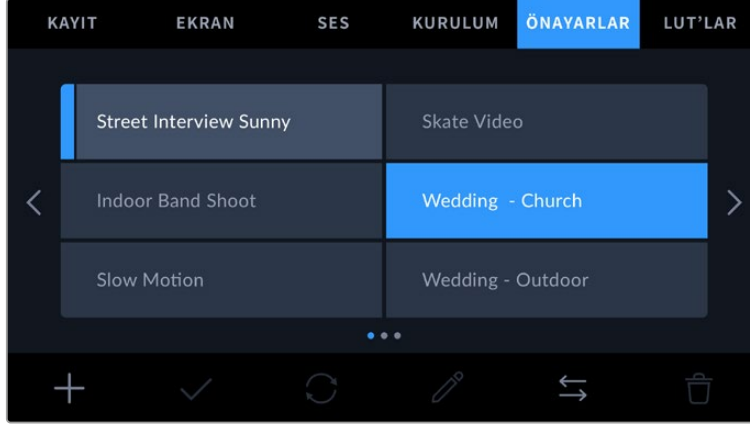 KAYIT EKRAN SES KURULUM ÖNAYARLAR LUT’LAR
Street Interview Sunny Skate Video
Indoor Band Shoot Wedding - Church
Slow Motion Wedding - Outdoor